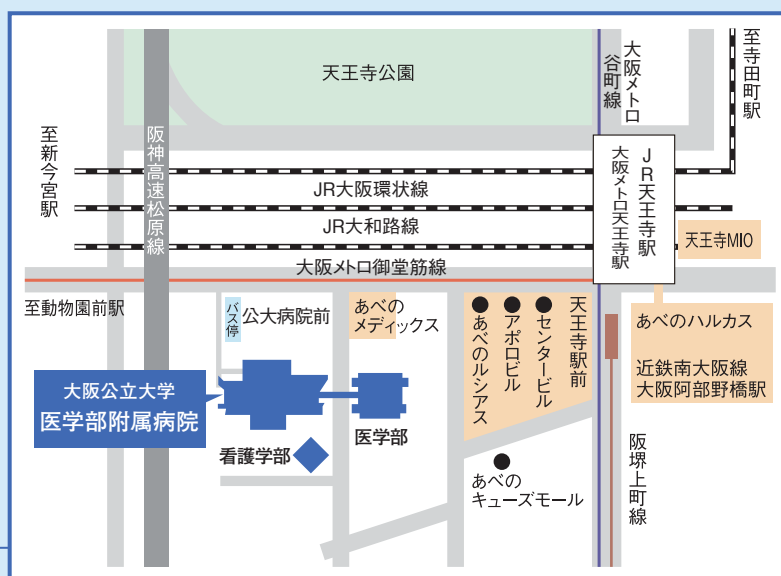 天王寺公園
大阪メトロ
谷町線
至寺田町駅
至新今宮駅
阪神高速松原線
JR大阪環状線
JR大和路線
JR天王寺駅
大阪メトロ天王寺駅
天王寺MIO
大阪メトロ御堂筋線
至動物園前駅
バス停
公大病院前
あべの
メディックス
あべのルシアス
アポロビル
センタービル
天王寺駅前
あべのハルカス
近鉄南大阪線
大阪阿部野橋駅
大阪公立大学
医学部附属病院
医学部
看護学部
あべの
キューズモール
阪堺上町線